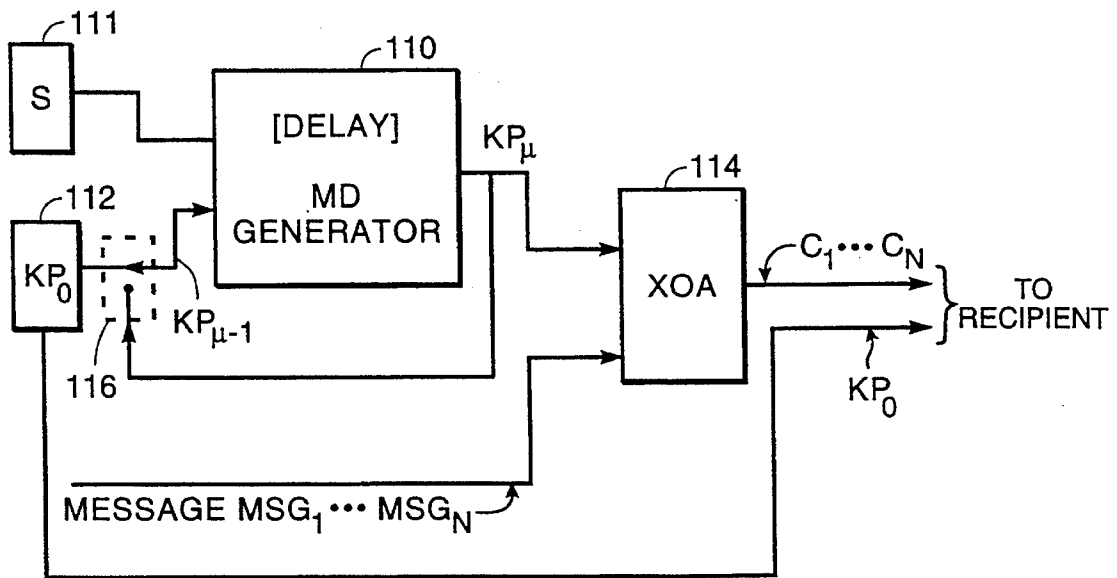 111
S
110
[DELAY]
MD
GENERATOR
KPμ
112
KP0
KPμ-1
116
114
XOA
C1••• CN
TO
RECIPIENT
KP0
MESSAGE MSG1••• MSGN